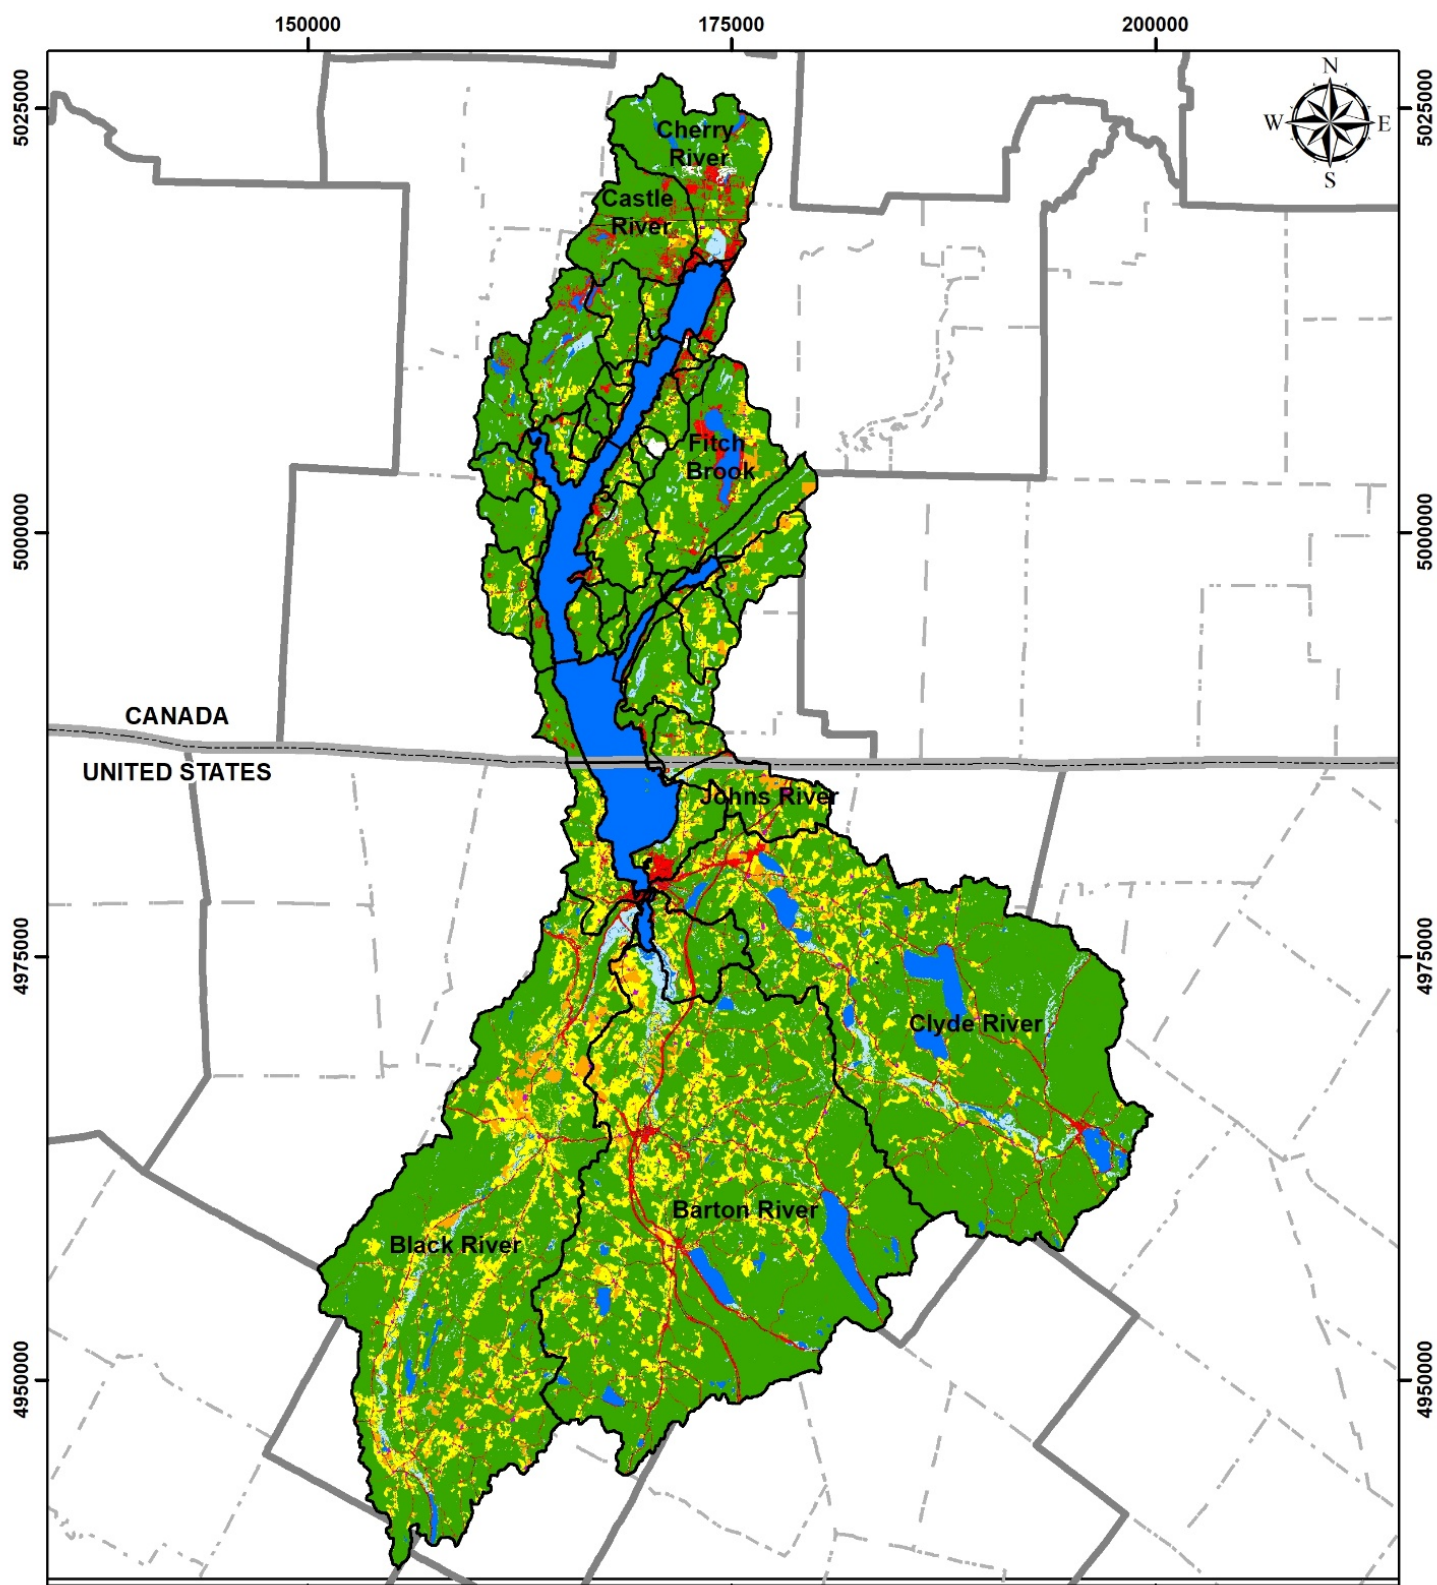 150000
175000
200000
5025000
5025000
N
W
E
S
Cherry
River
Castle
River
Fitch
Brook
5000000
5000000
CANADA
UNITED STATES
Johns River
4975000
4975000
Clyde River
Barton River
Black River
4950000
4950000